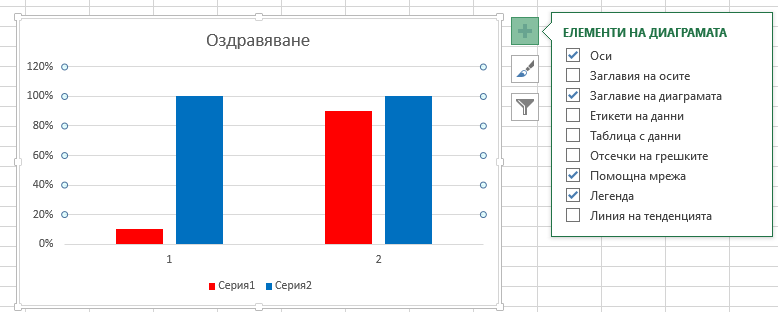 Оздравяване
120%
100%
80%
60%
40%
20%
0%
1 2
Серия1 Серия2
ЕЛЕМЕНТИ НА ДИАГРАМАТА
Оси
Заглавия на осите
Заглавие на диаграмата
Етикети на данни
Таблица с данни
Отсечки на грешките
Помощна мрежа
Легенда
Линия на тенденцията